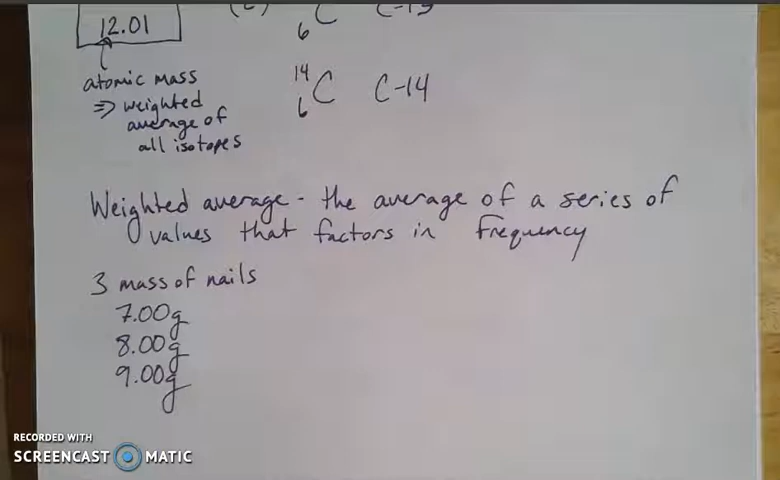 12.01
C-13
6 C
atomic mass
⇒ weighted
average of
all isotopes
14
6 C C-14
Weighted average - the average of a series of
values that factors in frequency
3 mass of nails
7.00g
8.00g
9.00g
RECORDED WITH
SCREENCAST MATIC